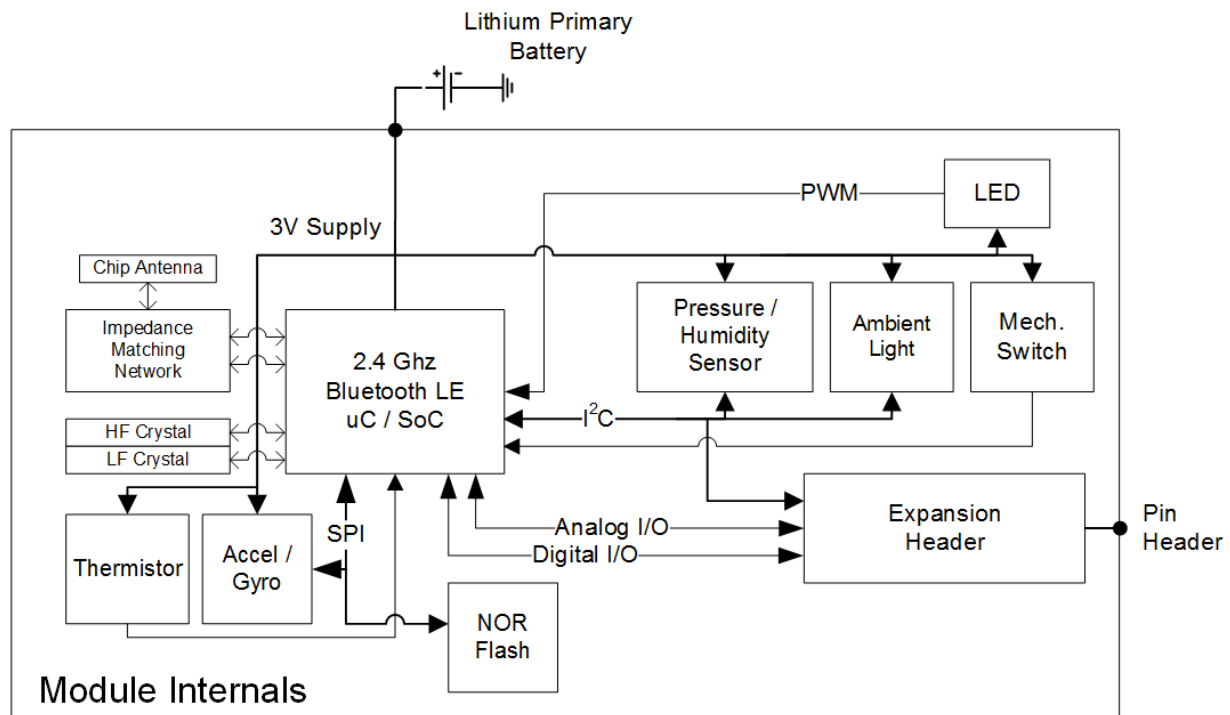 Lithium Primary
Battery
+ -
3V Supply
PWM
LED
Chip Antenna
Impedance
Matching
Network
2.4 Ghz
Bluetooth LE
uC / SoC
Pressure /
Humidity
Sensor
Ambient
Light
Mech.
Switch
I²C
HF Crystal
LF Crystal
Thermistor
Accel /
Gyro
SPI
Analog I/O
Digital I/O
NOR
Flash
Expansion
Header
Pin
Header
Module Internals